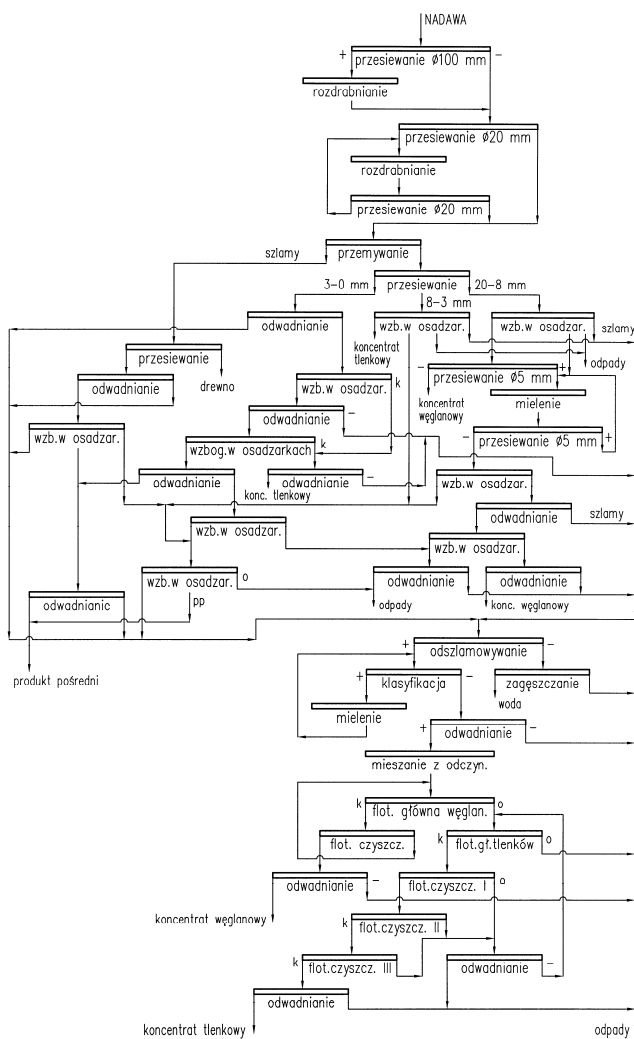 NADAWA
+ –
przesiewanie Ø100 mm
rozdrabnianie
przesiewanie Ø20 mm
rozdrabnianie
przesiewanie Ø20 mm
szlamy
przemywanie
3–0 mm
przesiewanie
20–8 mm
8–3 mm
odwadnianie
wzb.w osadzar.
wzb.w osadzar.
szlamy
koncentrat
tlenkowy
odpady
przesiewanie
drewno
– przesiewanie Ø5 mm +
odwadnianie
wzb.w osadzar. k
koncentrat
węglanowy
mielenie
odwadnianie –
wzb.w osadzar.
– przesiewanie Ø5 mm +
wzbog.w osadzarkach k
odwadnianie
odwadnianie –
wzb.w osadzar.
konc. tlenkowy
odwadnianie
szlamy
wzb.w osadzar.
wzb.w osadzar.
wzb.w osadzar. o
odwadnianie
odwadnianie
pp
odpady
konc. węglanowy
odwadnianic
produkt pośredni
+ –
odszlamowywanie
+ klasyfikacja –
zagęszczanie
woda
mielenie
+ odwadnianie –
mieszanie z odczyn.
k flot. główna węglan. o
flot. czyszcz.
k flot.gł.tlenków o
odwadnianie –
flot.czyszcz. I o
koncentrat węglanowy
k flot.czyszcz. II
k flot.czyszcz. III
odwadnianie –
odwadnianie
koncentrat tlenkowy
odpady